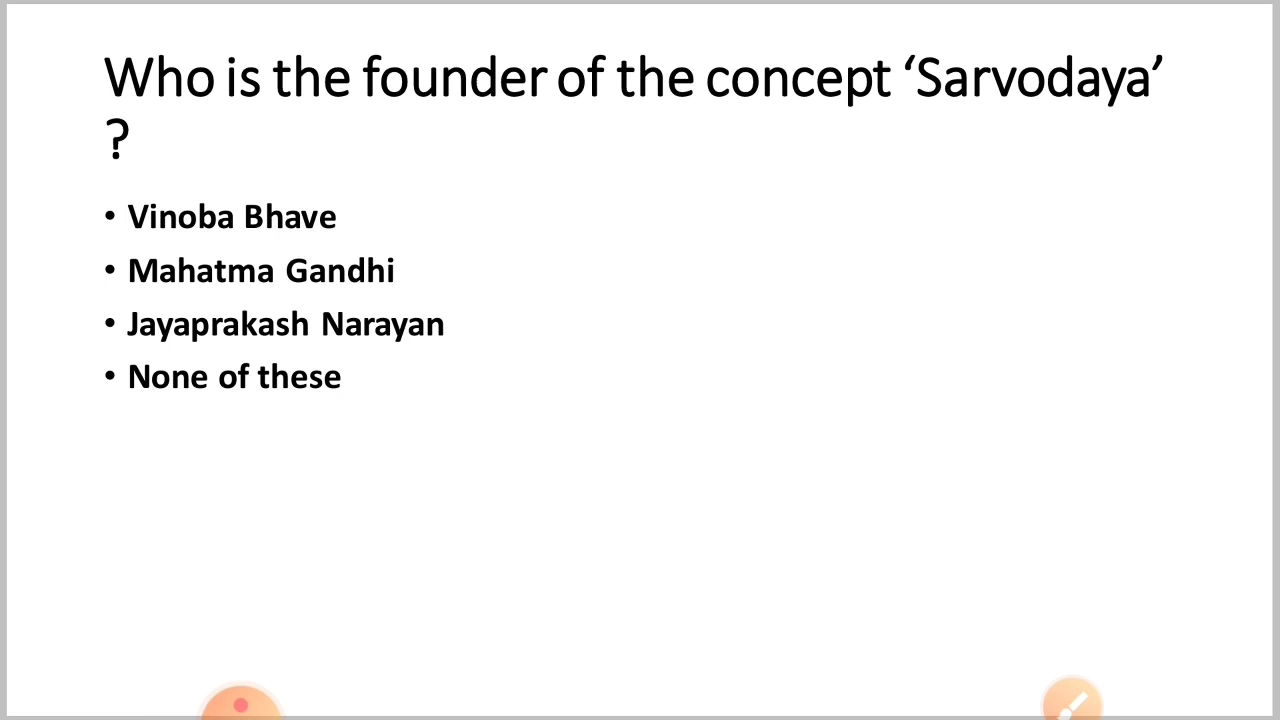 Who is the founder of the concept ‘Sarvodaya’
?
• Vinoba Bhave
• Mahatma Gandhi
• Jayaprakash Narayan
• None of these